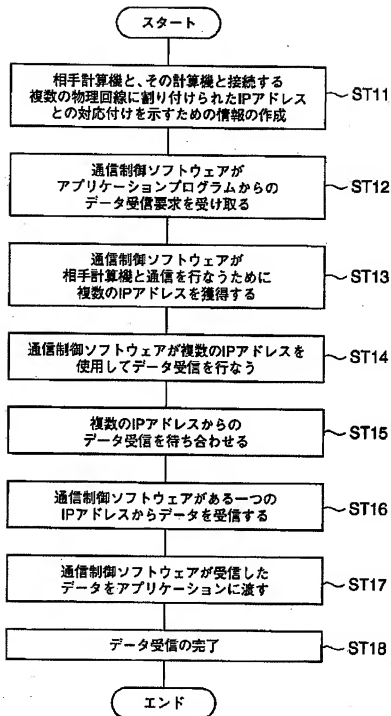 スタート
相手計算機と、その計算機と接続する
複数の物理回線に割り付けられたIPアドレス
との対応付けを示すための情報の作成
ST11
通信制御ソフトウェアが
アプリケーションプログラムからの
データ受信要求を受け取る
ST12
通信制御ソフトウェアが
相手計算機と通信を行なうために
複数のIPアドレスを獲得する
ST13
通信制御ソフトウェアが複数のIPアドレスを
使用してデータ受信を行なう
ST14
複数のIPアドレスからの
データ受信を待ち合わせる
ST15
通信制御ソフトウェアがある一つの
IPアドレスからデータを受信する
ST16
通信制御ソフトウェアが受信した
データをアプリケーションに渡す
ST17
データ受信の完了
ST18
エンド